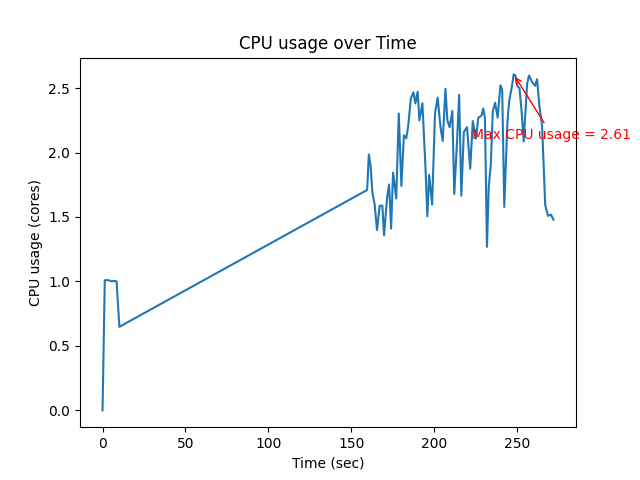 CPU usage over Time
CPU usage (cores)
2.5
2.0
1.5
1.0
0.5
0.0
Max CPU usage = 2.61
0 50 100 150 200 250
Time (sec)